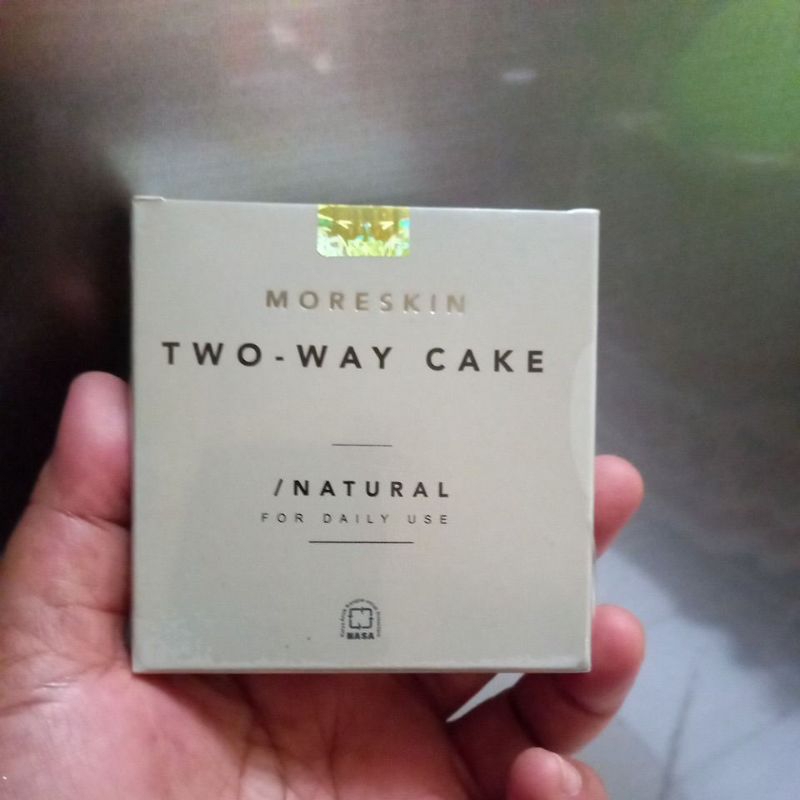 MORESKIN
TWO-WAY CAKE
/NATURAL
FOR DAILY USE
NASA